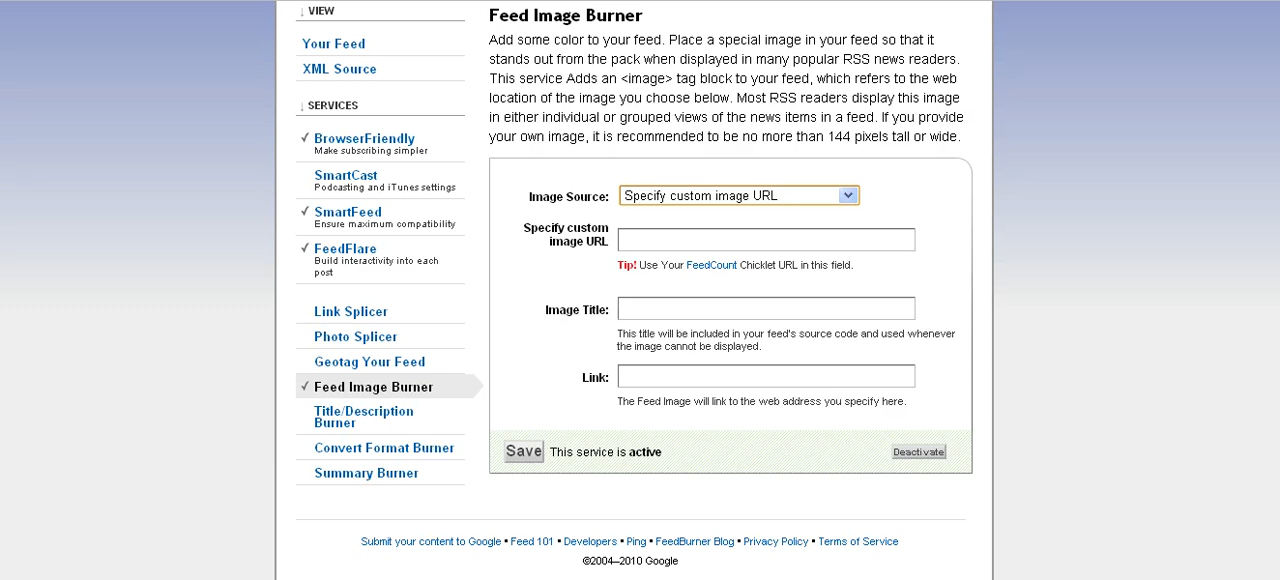 ↓ VIEW
Your Feed
XML Source
↓ SERVICES
✓ BrowserFriendly
Make subscribing simpler
SmartCast
Podcasting and iTunes settings
✓ SmartFeed
Ensure maximum compatibility
✓ FeedFlare
Build interactivity into each
post
Link Splicer
Photo Splicer
Geotag Your Feed
✓ Feed Image Burner
Title/Description
Burner
Convert Format Burner
Summary Burner
Feed Image Burner
Add some color to your feed. Place a special image in your feed so that it
stands out from the pack when displayed in many popular RSS news readers.
This service Adds an <image> tag block to your feed, which refers to the web
location of the image you choose below. Most RSS readers display this image
in either individual or grouped views of the news items in a feed. If you provide
your own image, it is recommended to be no more than 144 pixels tall or wide.
Image Source: Specify custom image URL
Specify custom
image URL
Tip! Use Your FeedCount Chicklet URL in this field.
Image Title:
This title will be included in your feed's source code and used whenever
the image cannot be displayed.
Link:
The Feed Image will link to the web address you specify here.
Save This service is active Deactivate
Submit your content to Google • Feed 101 • Developers • Ping • FeedBurner Blog • Privacy Policy • Terms of Service
©2004–2010 Google